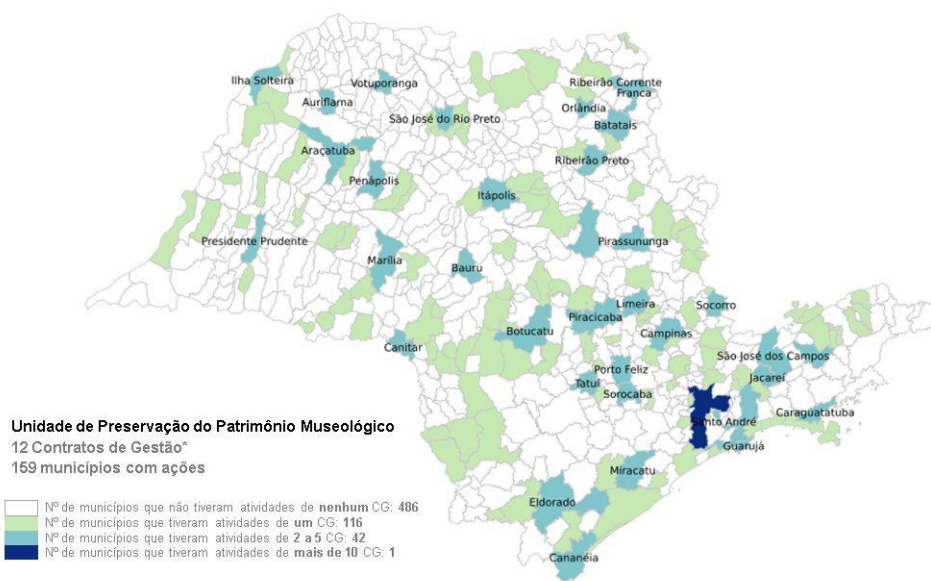 Ilha Solteira
Votuporanga
Ribeirão Corrente
Franca
Auriflama
Orlândia
São José do Rio Preto
Batatais
Araçatuba
Ribeirão Preto
Penápolis
Itápolis
Presidente Prudente
Pirassununga
Marília
Bauru
Limeira
Socorro
Piracicaba
Botucatu
Campinas
Canitar
São José dos Campos
Porto Feliz
Jacareí
Tatuí
Sorocaba
Caraguatatuba
Santo André
Guarujá
Miracatu
Eldorado
Cananéia
Unidade de Preservação do Patrimônio Museológico
12 Contratos de Gestão*
159 municípios com ações
Nº de municípios que não tiveram atividades de nenhum CG: 486
Nº de municípios que tiveram atividades de um CG: 116
Nº de municípios que tiveram atividades de 2 a 5 CG: 42
Nº de municípios que tiveram atividades de mais de 10 CG: 1